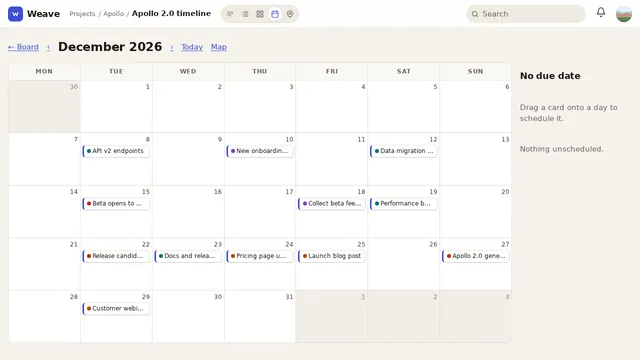 Weave
Projects / Apollo / Apollo 2.0 timeline
Search
← Board ‹ December 2026 › Today Map
MON TUE WED THU FRI SAT SUN
30 1 2 3 4 5 6
7 8 9 10 11 12 13
API v2 endpoints
New onboardin...
Data migration ...
14 15 16 17 18 19 20
Beta opens to ...
Collect beta fee...
Performance b...
21 22 23 24 25 26 27
Release candid...
Docs and relea...
Pricing page u...
Launch blog post
Apollo 2.0 gene...
28 29 30 31 1 2 3
Customer webi...
No due date
Drag a card onto a day to
schedule it.
Nothing unscheduled.